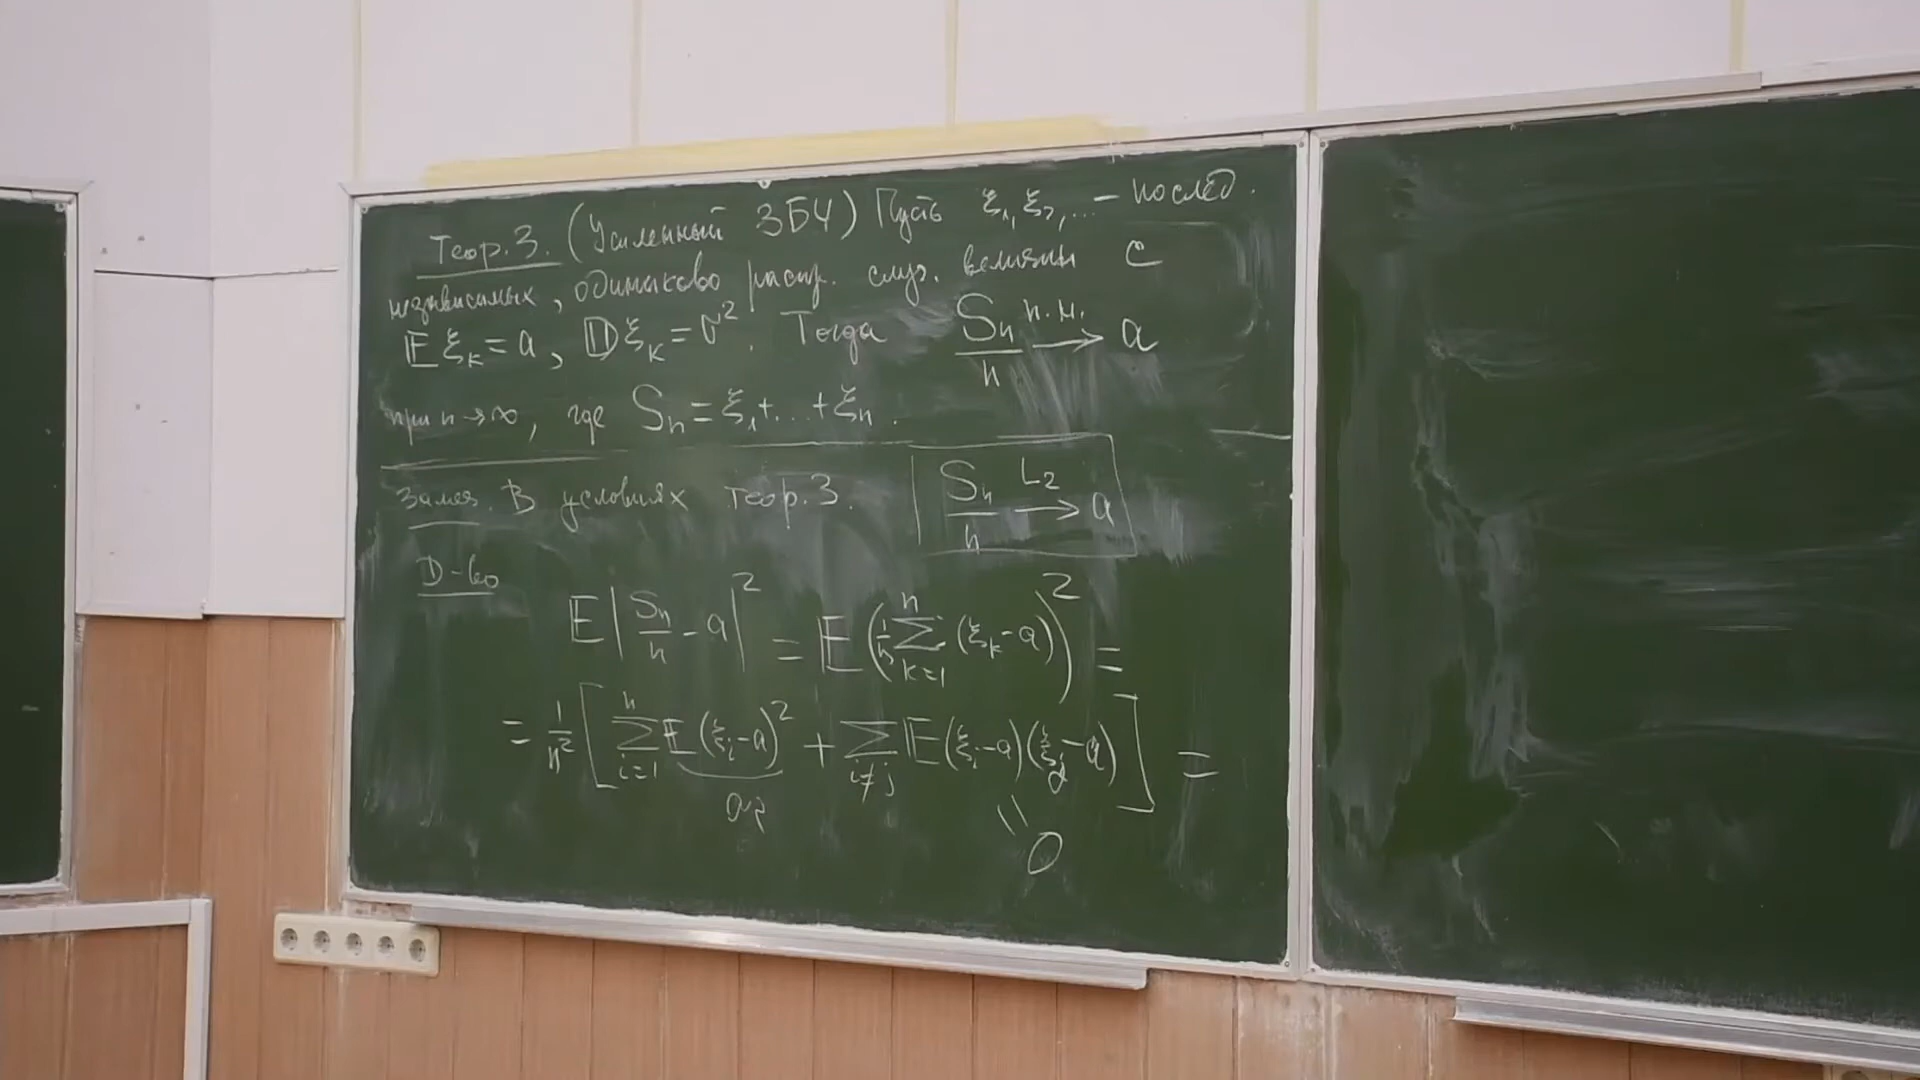 Теор. 3. (Усиленный ЗБЧ) Пусть ξ₁, ξ₂, ... – послед.
независимых, одинаково распр. случ. величин с
𝔼ξₖ = a, 𝔻ξₖ = σ². Тогда Sₙ/n п.н.→ a
при n → ∞, где Sₙ = ξ₁ + ... + ξₙ.
Замеч. В условиях теор. 3. Sₙ/n L₂→ a
D-во
𝔼|Sₙ/n - a|² = 𝔼(1/n ∑ₖ₌₁ⁿ (ξₖ - a))² =
= 1/n² [∑ᵢ₌₁ⁿ 𝔼(ξᵢ - a)² + ∑ᵢ≠ⱼ 𝔼(ξᵢ - a)(ξⱼ - a)] =
σ² " 0